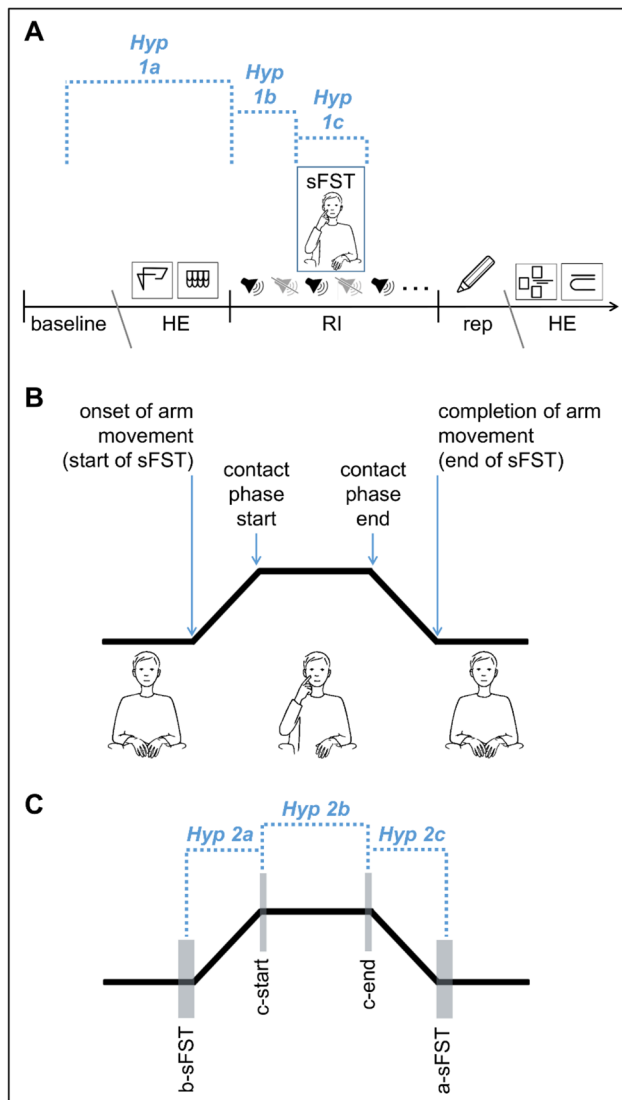 A
Hyp
1a
Hyp
1b
Hyp
1c
sFST
...
baseline
HE
RI
rep
HE
B
onset of arm
movement
(start of sFST)
completion of arm
movement
(end of sFST)
contact
phase
start
contact
phase
end
C
Hyp 2a
Hyp 2b
Hyp 2c
b-sFST
c-start
c-end
a-sFST